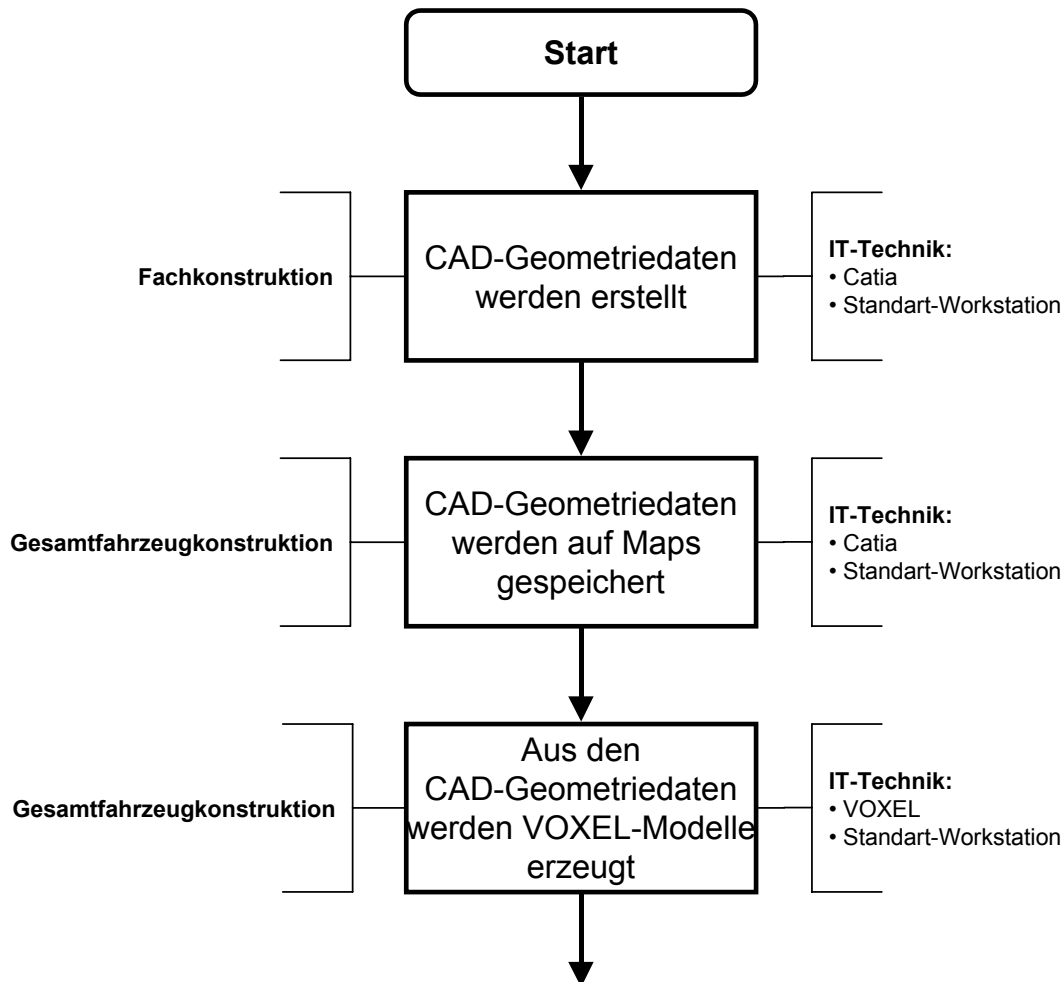 Start
Fachkonstruktion
CAD-Geometriedaten
werden erstellt
IT-Technik:
• Catia
• Standart-Workstation
Gesamtfahrzeugkonstruktion
CAD-Geometriedaten
werden auf Maps
gespeichert
IT-Technik:
• Catia
• Standart-Workstation
Gesamtfahrzeugkonstruktion
Aus den
CAD-Geometriedaten
werden VOXEL-Modelle
erzeugt
IT-Technik:
• VOXEL
• Standart-Workstation